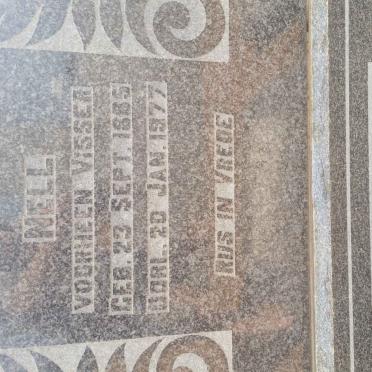 NELL
VOORHEEN VISSER
GEB. 23 SEPT. 1885
OORL. 20 JAN. 1977
RUS IN VREDE